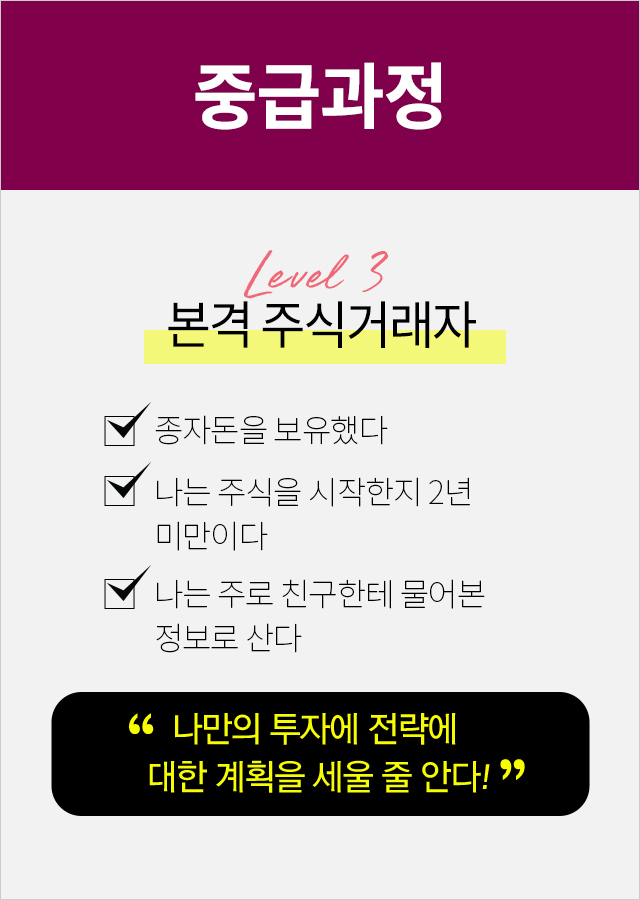 중급과정
Level 3
본격 주식거래자
종자돈을 보유했다
나는 주식을 시작한지 2년
미만이다
나는 주로 친구한테 물어본
정보로 산다
“ 나만의 투자에 전략에
대한 계획을 세울 줄 안다! ”